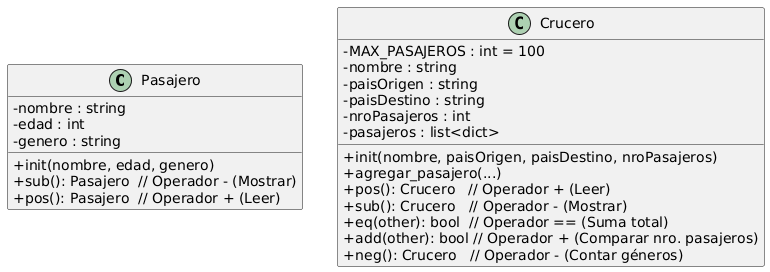 C Pasajero
-nombre : string
-edad : int
-genero : string
+init(nombre, edad, genero)
+sub(): Pasajero // Operador - (Mostrar)
+pos(): Pasajero // Operador + (Leer)
C Crucero
-MAX_PASAJEROS : int = 100
-nombre : string
-paisOrigen : string
-paisDestino : string
-nroPasajeros : int
-pasajeros : list<dict>
+init(nombre, paisOrigen, paisDestino, nroPasajeros)
+agregar_pasajero(...)
+pos(): Crucero // Operador + (Leer)
+sub(): Crucero // Operador - (Mostrar)
+eq(other): bool // Operador == (Suma total)
+add(other): bool // Operador + (Comparar nro. pasajeros)
+neg(): Crucero // Operador - (Contar géneros)